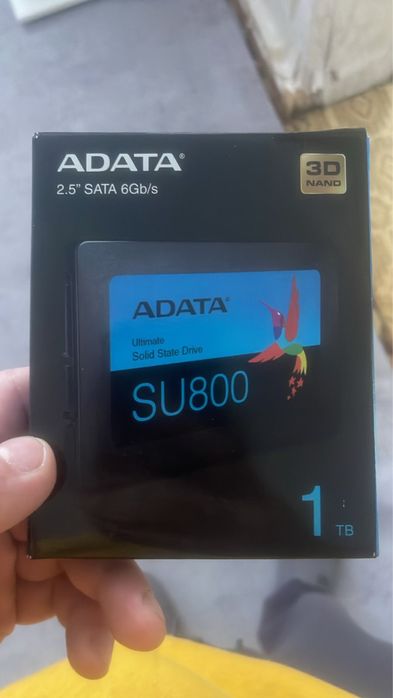 ADATA®
2.5" SATA 6Gb/s
3D
NAND
ADATA®
Ultimate
Solid State Drive
SU800
1
TB